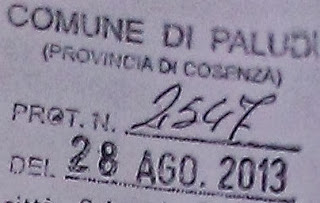 COMUNE DI PALUDI
(PROVINCIA DI COSENZA)
PROT. N. 2547
DEL 28 AGO. 2013